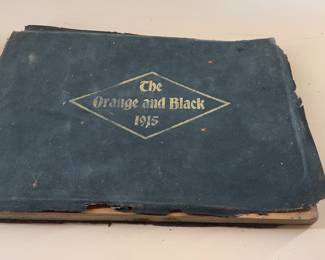 The
Orange and Black
1915